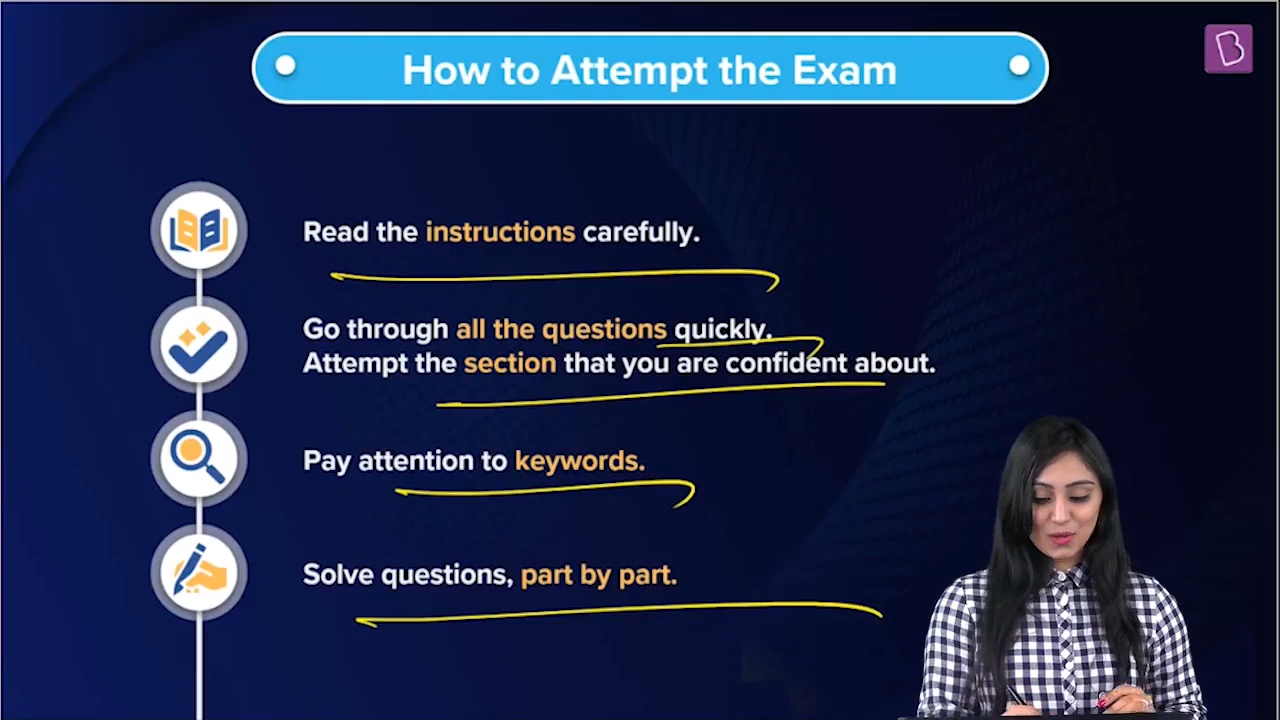 How to Attempt the Exam
B
Read the instructions carefully.
Go through all the questions quickly.
Attempt the section that you are confident about.
Pay attention to keywords.
Solve questions, part by part.